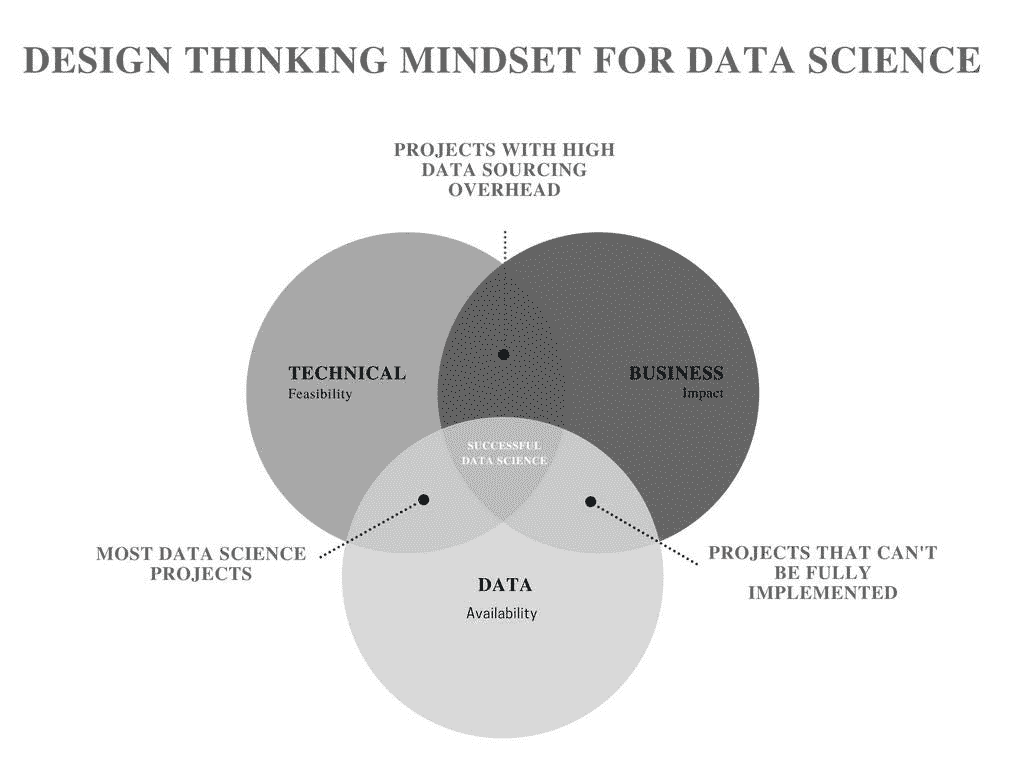 DESIGN THINKING MINDSET FOR DATA SCIENCE
PROJECTS WITH HIGH
DATA SOURCING
OVERHEAD
TECHNICAL
Feasibility
BUSINESS
Impact
SUCCESSFUL
DATA SCIENCE
MOST DATA SCIENCE
PROJECTS
PROJECTS THAT CAN'T
BE FULLY
IMPLEMENTED
DATA
Availability